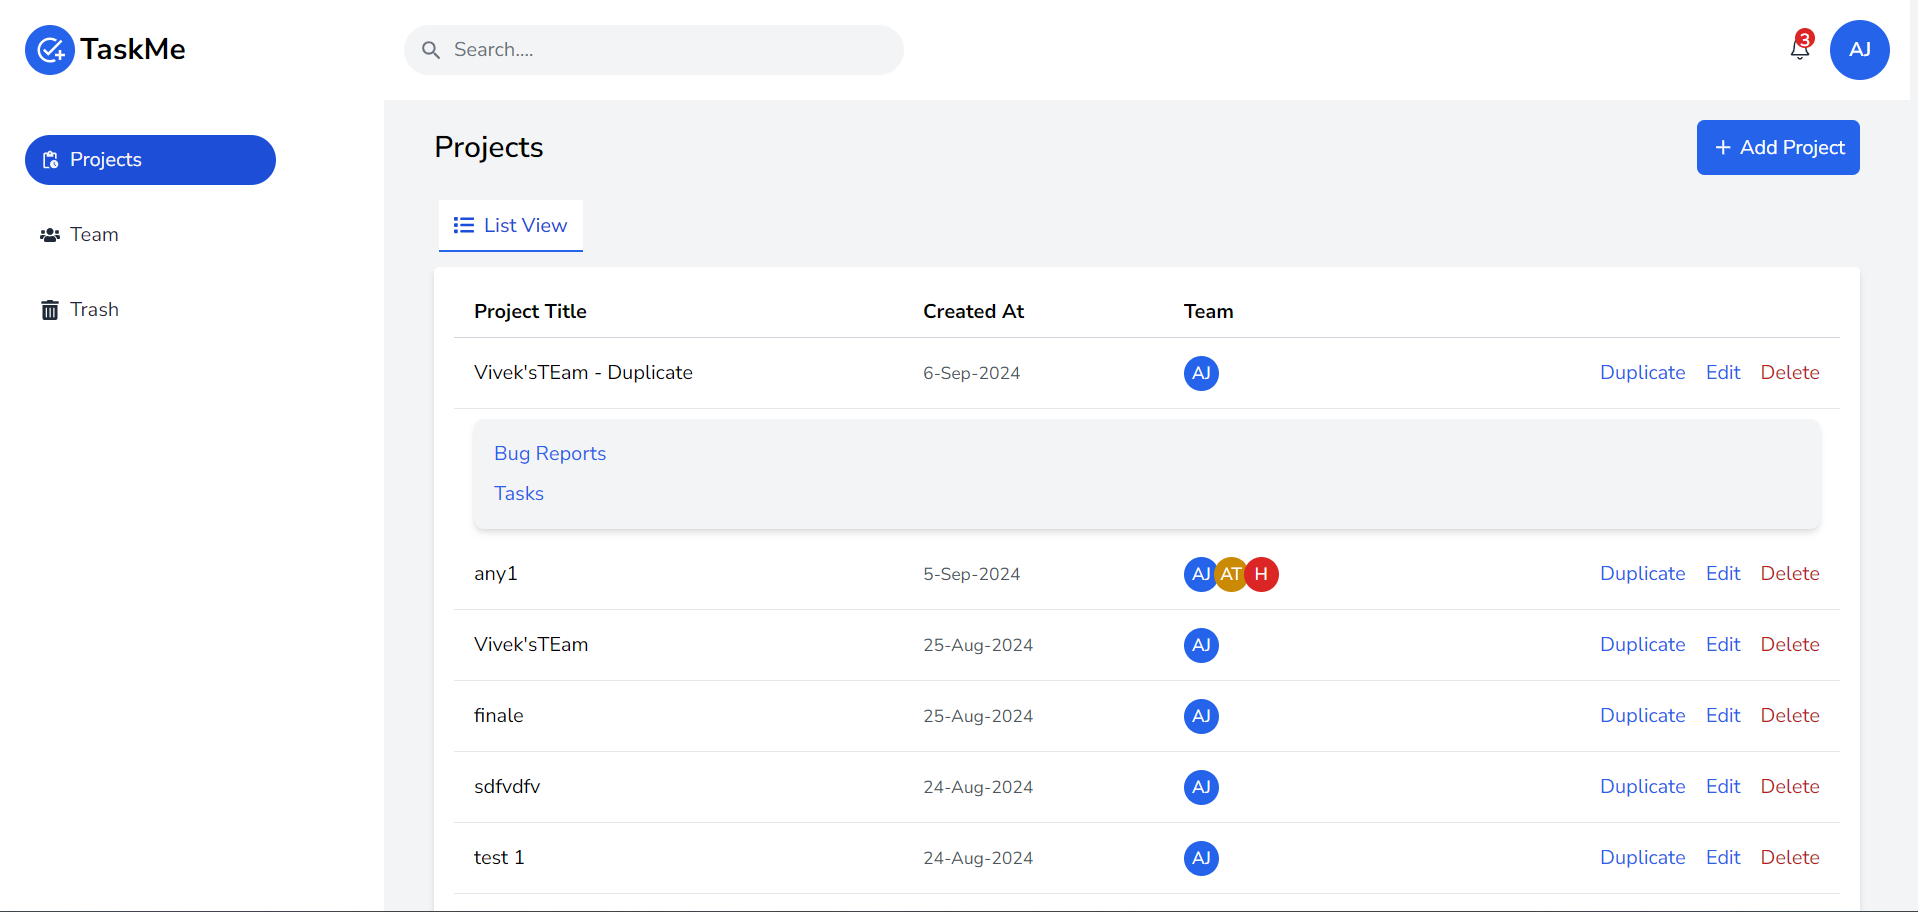 TaskMe
Search....
3
AJ
Projects
Team
Trash
Projects
+ Add Project
List View
Project Title Created At Team
Vivek'sTEam - Duplicate 6-Sep-2024 AJ Duplicate Edit Delete
Bug Reports
Tasks
any1 5-Sep-2024 AJ AT H Duplicate Edit Delete
Vivek'sTEam 25-Aug-2024 AJ Duplicate Edit Delete
finale 25-Aug-2024 AJ Duplicate Edit Delete
sdfvdfv 24-Aug-2024 AJ Duplicate Edit Delete
test 1 24-Aug-2024 AJ Duplicate Edit Delete